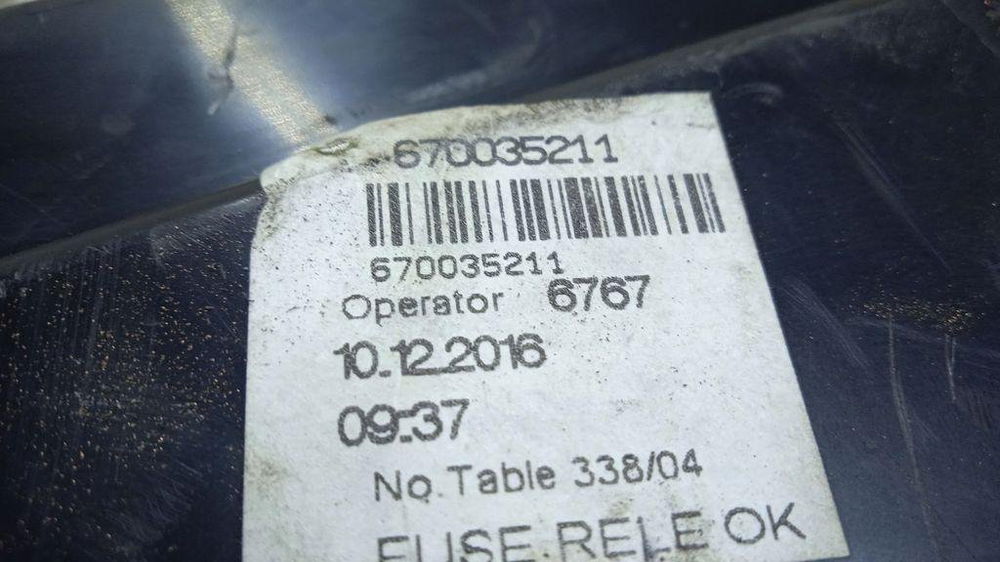 670035211
670035211
Operator 6767
10.12.2016
09:37
No.Table 338/04
FUSE.RELE OK